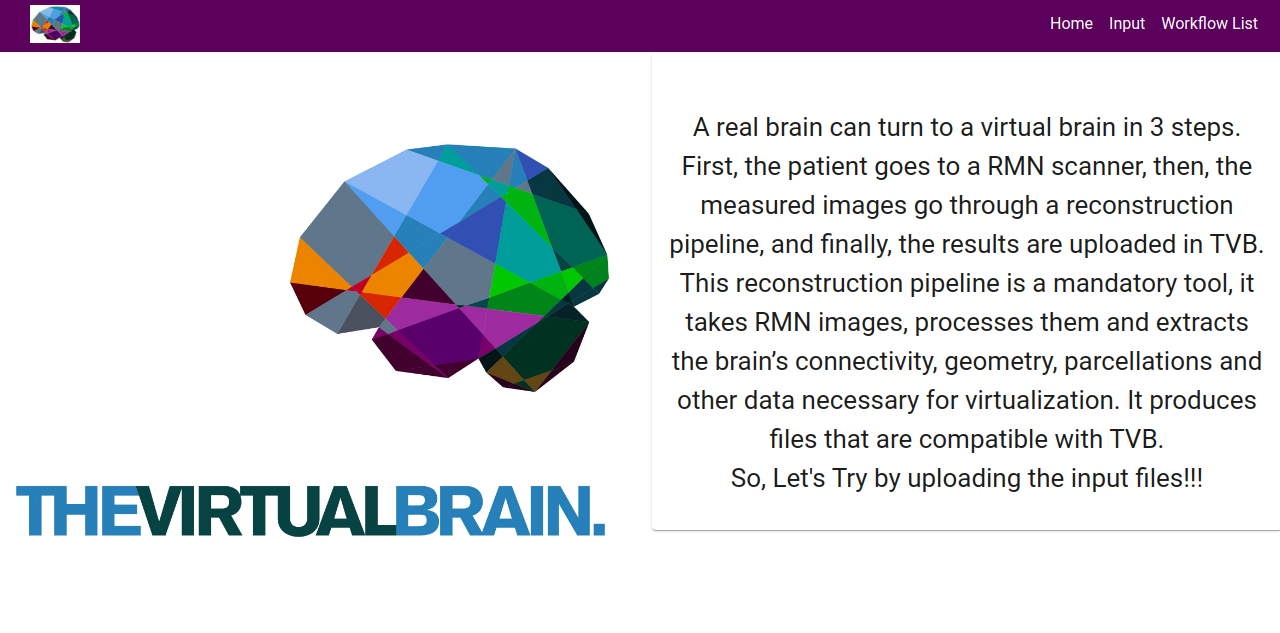 Home Input Workflow List
A real brain can turn to a virtual brain in 3 steps.
First, the patient goes to a RMN scanner, then, the
measured images go through a reconstruction
pipeline, and finally, the results are uploaded in TVB.
This reconstruction pipeline is a mandatory tool, it
takes RMN images, processes them and extracts
the brain’s connectivity, geometry, parcellations and
other data necessary for virtualization. It produces
files that are compatible with TVB.
So, Let's Try by uploading the input files!!!
THEVIRTUALBRAIN.